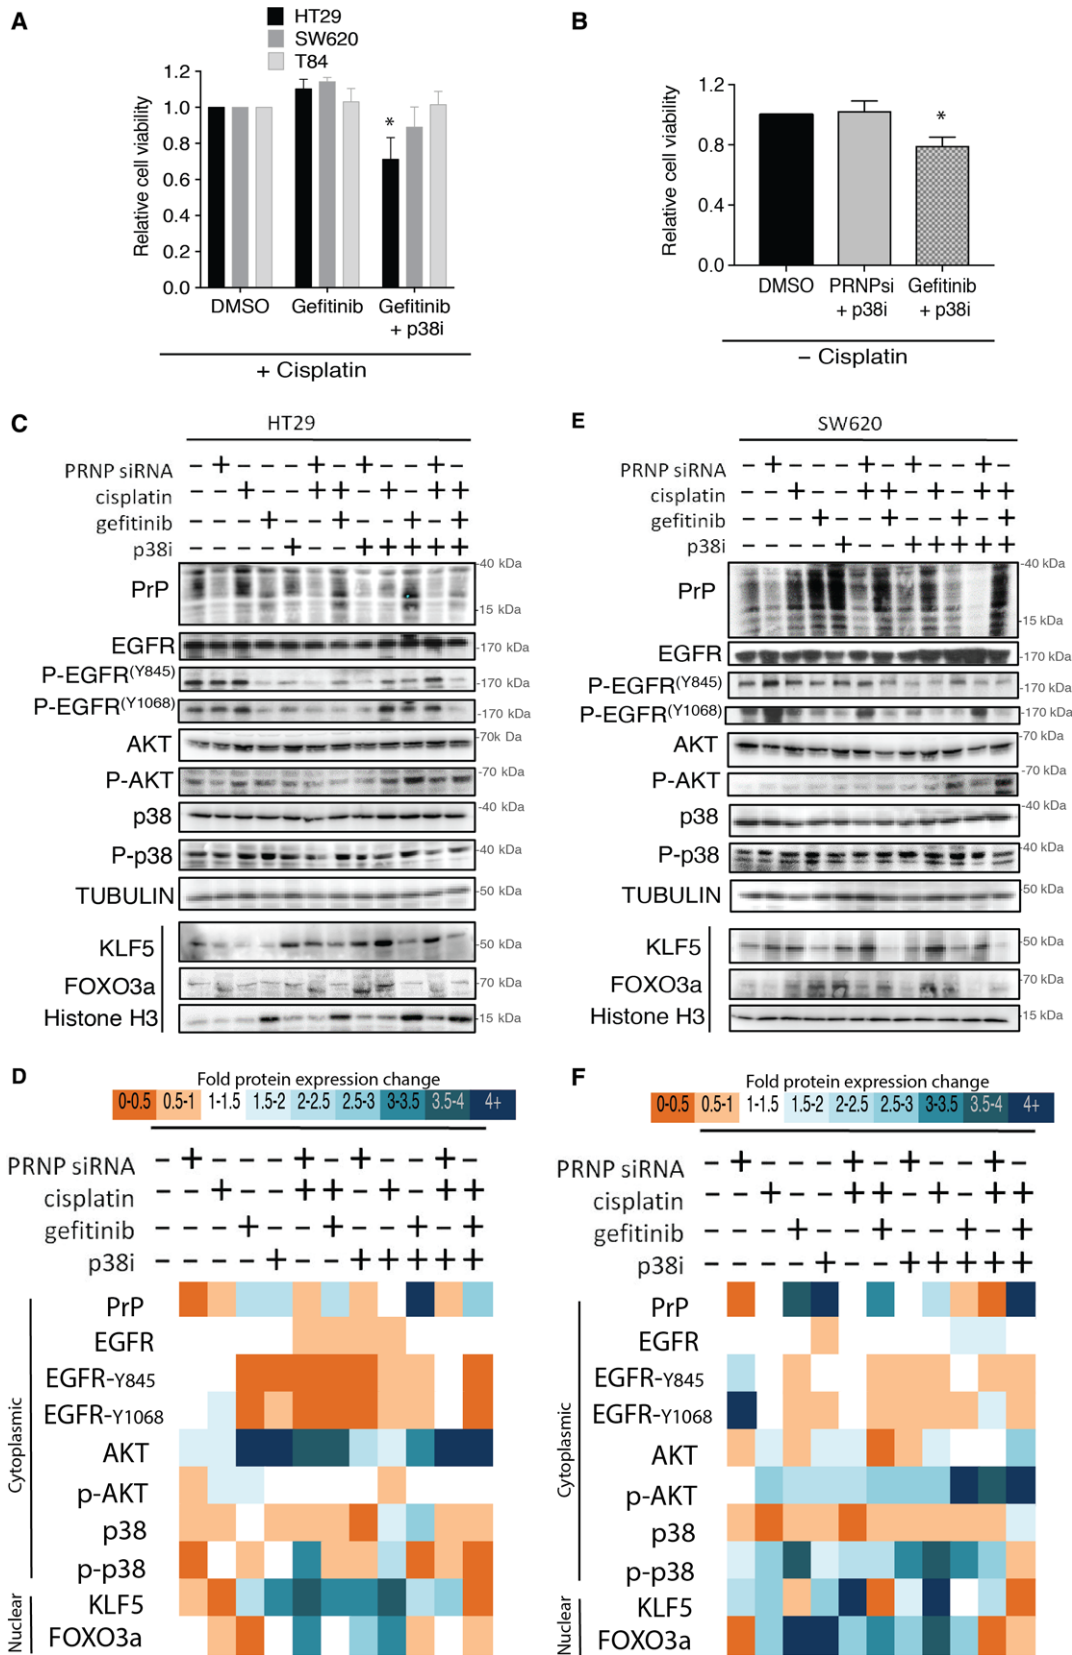 A
HT29
SW620
T84
Relative cell viability
1.2
1.0
0.8
0.6
0.4
0.2
0.0
*
DMSO
Gefitinib
Gefitinib
+ p38i
+ Cisplatin
B
Relative cell viability
1.2
0.8
0.4
0.0
*
DMSO
PRNPsi
+ p38i
Gefitinib
+ p38i
− Cisplatin
C
HT29
PRNP siRNA − + − − − + − + − − + −
cisplatin − − + − − + + − + − + +
gefitinib − − − + − − + − − + − +
p38i − − − − + − − + + + + +
PrP
-40 kDa
-15 kDa
EGFR
-170 kDa
P-EGFR(Y845)
-170 kDa
P-EGFR(Y1068)
-170 kDa
AKT
-70k Da
P-AKT
-70 kDa
p38
-40 kDa
P-p38
-40 kDa
TUBULIN
-50 kDa
KLF5
-50 kDa
FOXO3a
-70 kDa
Histone H3
-15 kDa
E
SW620
PRNP siRNA − + − − − + − + − − + −
cisplatin − − + − − + + − + − + +
gefitinib − − − + − − + − − + − +
p38i − − − − + − − + + + + +
PrP
-40 kDa
-15 kDa
EGFR
-170 kDa
P-EGFR(Y845)
-170 kDa
P-EGFR(Y1068)
-170 kDa
AKT
-70 kDa
P-AKT
-70 kDa
p38
-40 kDa
P-p38
-40 kDa
TUBULIN
-50 kDa
KLF5
-50 kDa
FOXO3a
-70 kDa
Histone H3
-15 kDa
D
Fold protein expression change
0-0.5 0.5-1 1-1.5 1.5-2 2-2.5 2.5-3 3-3.5 3.5-4 4+
PRNP siRNA − + − − − + − + − − + −
cisplatin − − + − − + + − + − + +
gefitinib − − − + − − + − − + − +
p38i − − − − + − − + + + + +
Cytoplasmic
PrP
EGFR
EGFR-Y845
EGFR-Y1068
AKT
p-AKT
p38
p-p38
Nuclear
KLF5
FOXO3a
F
Fold protein expression change
0-0.5 0.5-1 1-1.5 1.5-2 2-2.5 2.5-3 3-3.5 3.5-4 4+
PRNP siRNA − + − − − + − + − − + −
cisplatin − − + − − + + − + − + +
gefitinib − − − + − − + − − + − +
p38i − − − − + − − + + + + +
Cytoplasmic
PrP
EGFR
EGFR-Y845
EGFR-Y1068
AKT
p-AKT
p38
p-p38
Nuclear
KLF5
FOXO3a